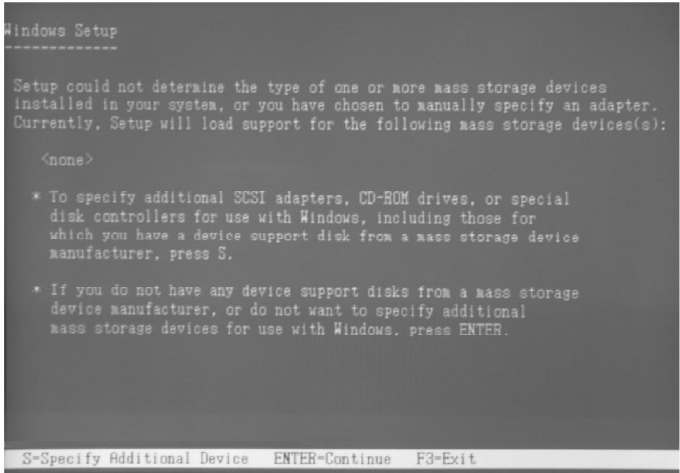 Windows Setup
Setup could not determine the type of one or more mass storage devices
installed in your system, or you have chosen to manually specify an adapter.
Currently, Setup will load support for the following mass storage devices(s):
<none>
* To specify additional SCSI adapters, CD-ROM drives, or special
disk controllers for use with Windows, including those for
which you have a device support disk from a mass storage device
manufacturer, press S.
* If you do not have any device support disks from a mass storage
device manufacturer, or do not want to specify additional
mass storage devices for use with Windows, press ENTER.
S=Specify Additional Device ENTER=Continue F3=Exit